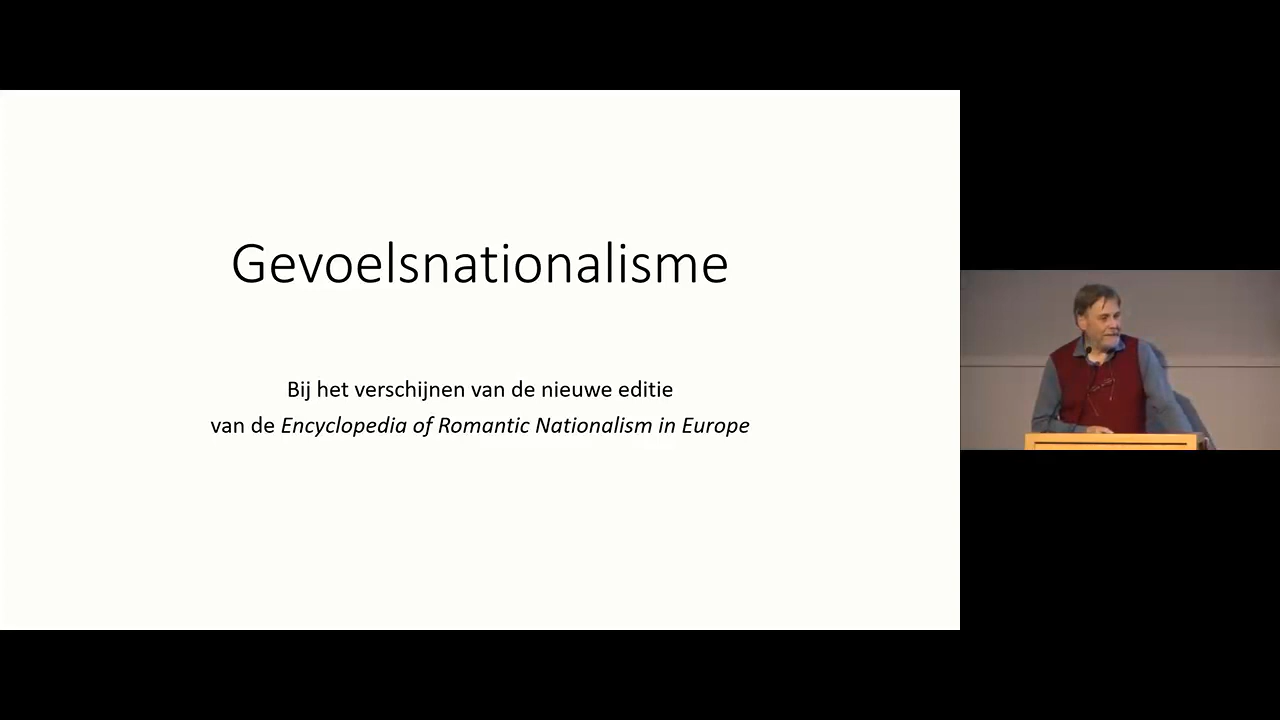 Gevoelsnationalisme
Bij het verschijnen van de nieuwe editie
van de Encyclopedia of Romantic Nationalism in Europe